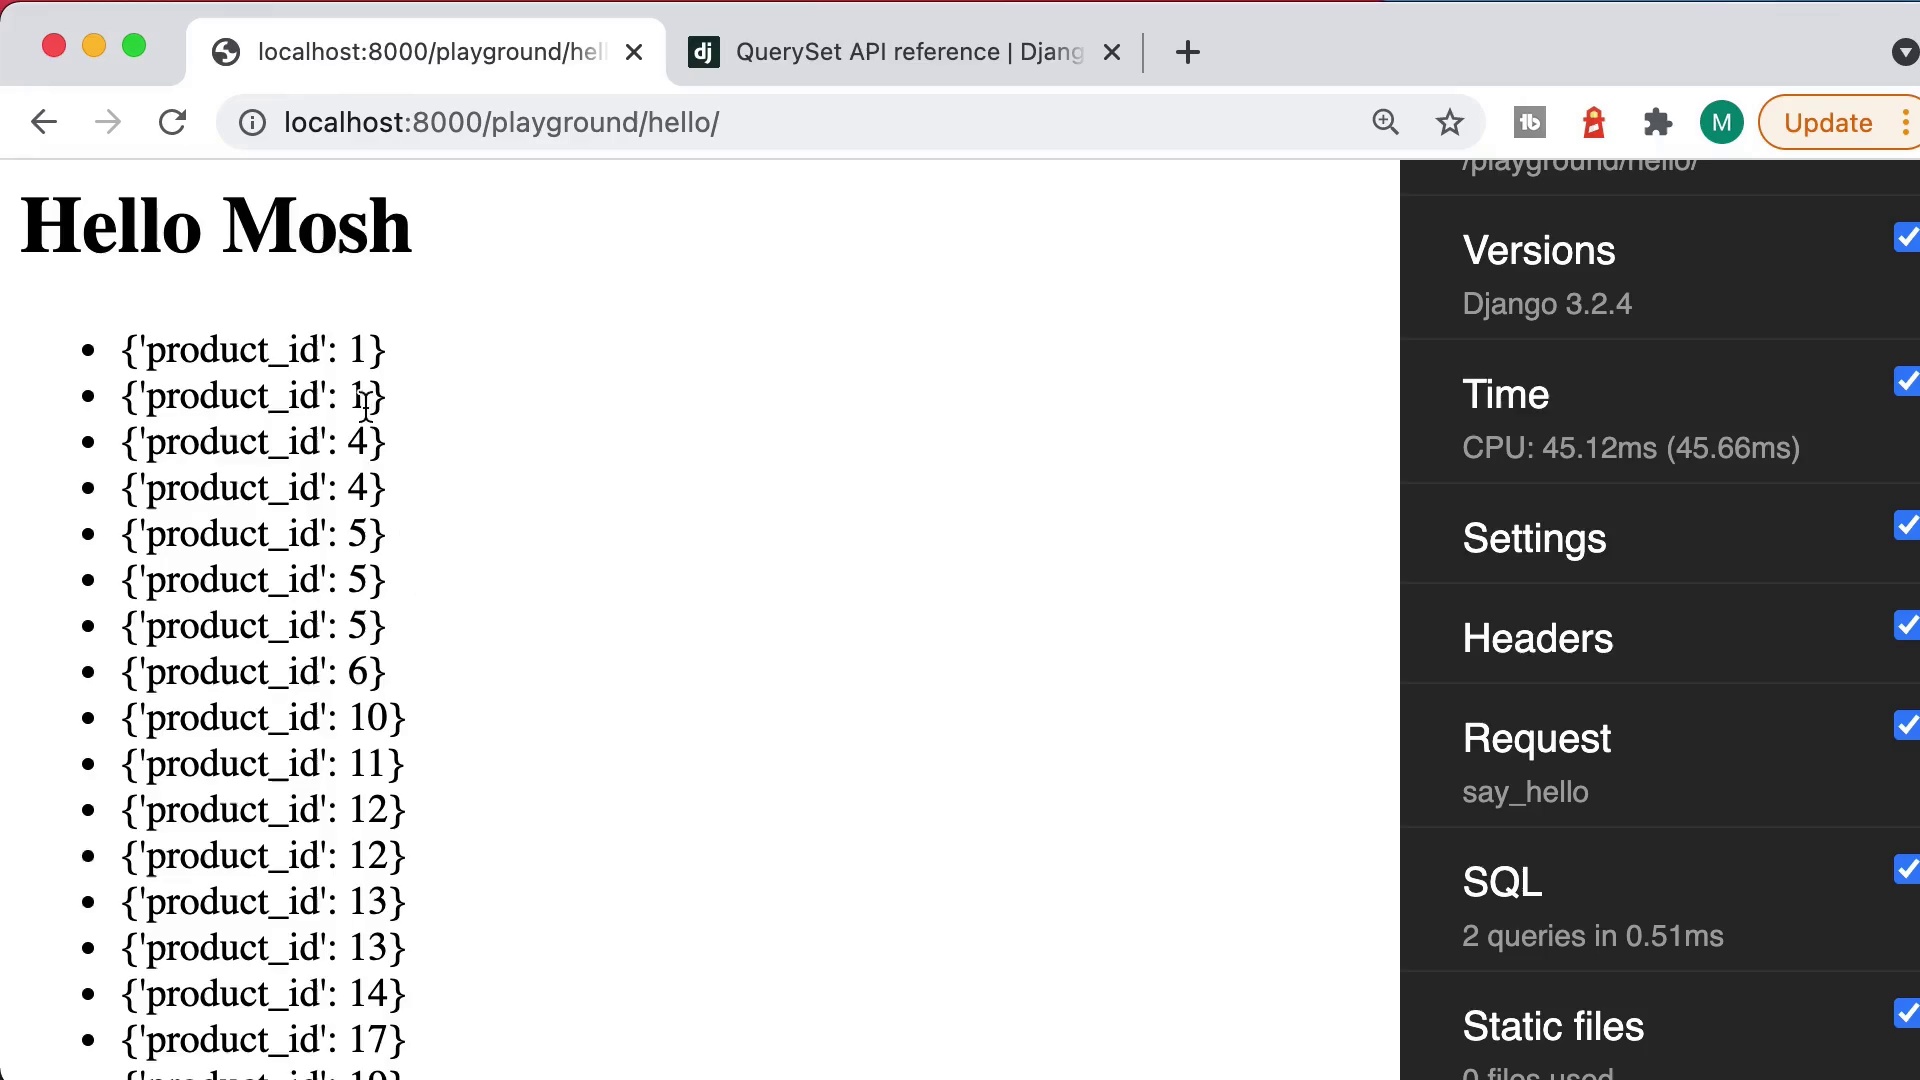 localhost:8000/playground/hel
QuerySet API reference | Djang
localhost:8000/playground/hello/
M
Update
Hello Mosh
{'product_id': 1}
{'product_id': 1}
{'product_id': 4}
{'product_id': 4}
{'product_id': 5}
{'product_id': 5}
{'product_id': 5}
{'product_id': 6}
{'product_id': 10}
{'product_id': 11}
{'product_id': 12}
{'product_id': 12}
{'product_id': 13}
{'product_id': 13}
{'product_id': 14}
{'product_id': 17}
/playground/hello/
Versions
Django 3.2.4
Time
CPU: 45.12ms (45.66ms)
Settings
Headers
Request
say_hello
SQL
2 queries in 0.51ms
Static files
0 files used